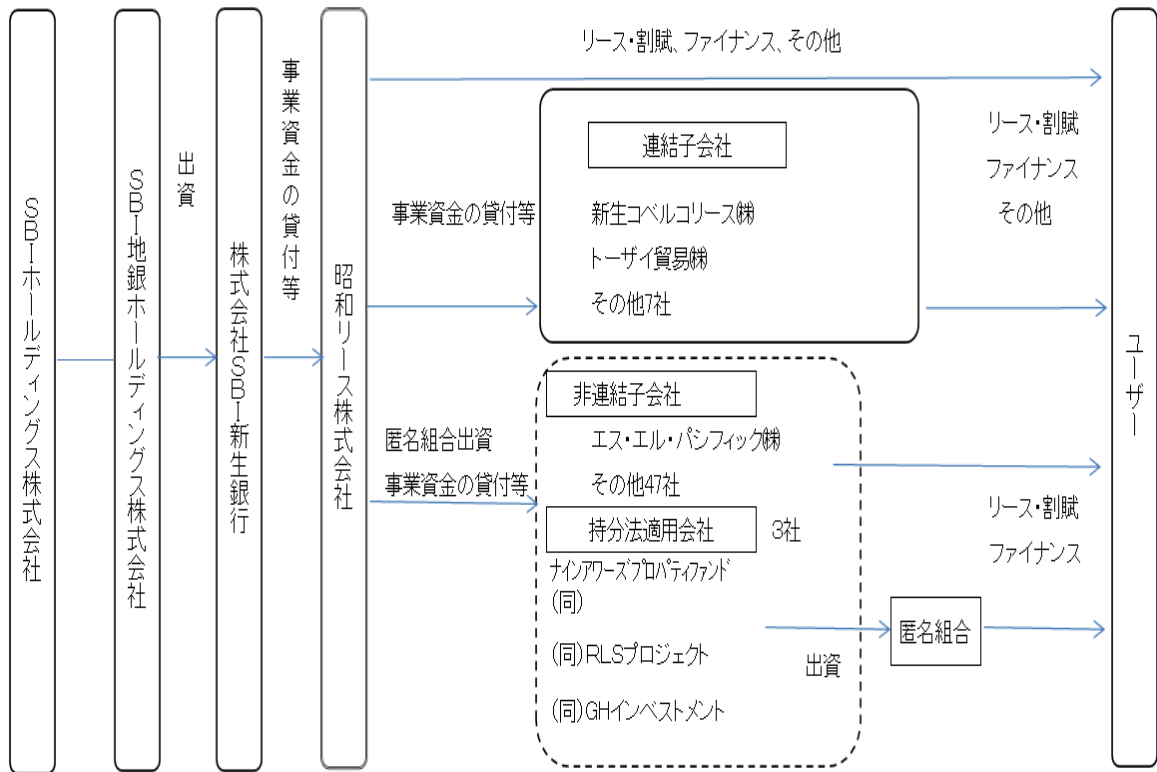 SBIホールディングス株式会社
SBI地銀ホールディングス株式会社
出資
株式会社SBI新生銀行
事業資金の貸付等
昭和リース株式会社
リース・割賦、ファイナンス、その他
事業資金の貸付等
連結子会社
新生コベルコリース㈱
トーザイ貿易㈱
その他7社
リース・割賦
ファイナンス
その他
匿名組合出資
事業資金の貸付等
非連結子会社
エス・エル・パシフィック㈱
その他47社
持分法適用会社 3社
ナインアワーズプロパティファンド
(同)
(同)RLSプロジェクト
(同)GHインベストメント
出資
匿名組合
リース・割賦
ファイナンス
ユーザー